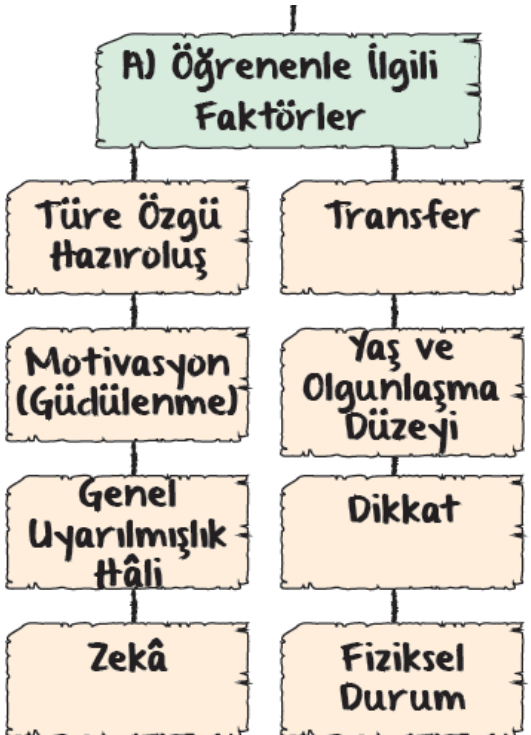 A) Öğrenenle İlgili
Faktörler
Türe Özgü
Hazıroluş
Transfer
Motivasyon
(Güdülenme)
Yaş ve
Olgunlaşma
Düzeyi
Genel
Uyarılmışlık
Hâli
Dikkat
Zekâ
Fiziksel
Durum